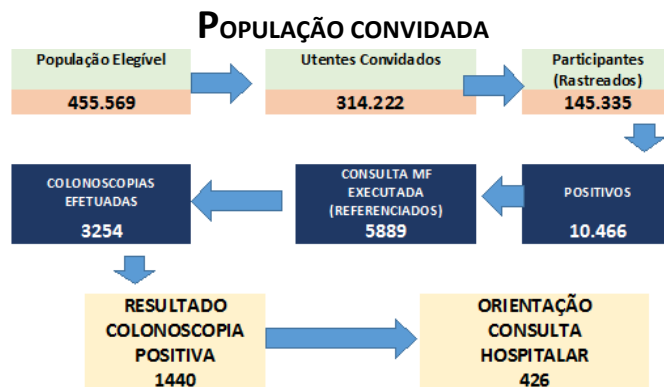 POPULAÇÃO CONVIDADA
População Elegível
455.569
Utentes Convidados
314.222
Participantes
(Rastreados)
145.335
COLONOSCOPIAS
EFETUADAS
3254
CONSULTA MF
EXECUTADA
(REFERENCIADOS)
5889
POSITIVOS
10.466
RESULTADO
COLONOSCOPIA
POSITIVA
1440
ORIENTAÇÃO
CONSULTA
HOSPITALAR
426